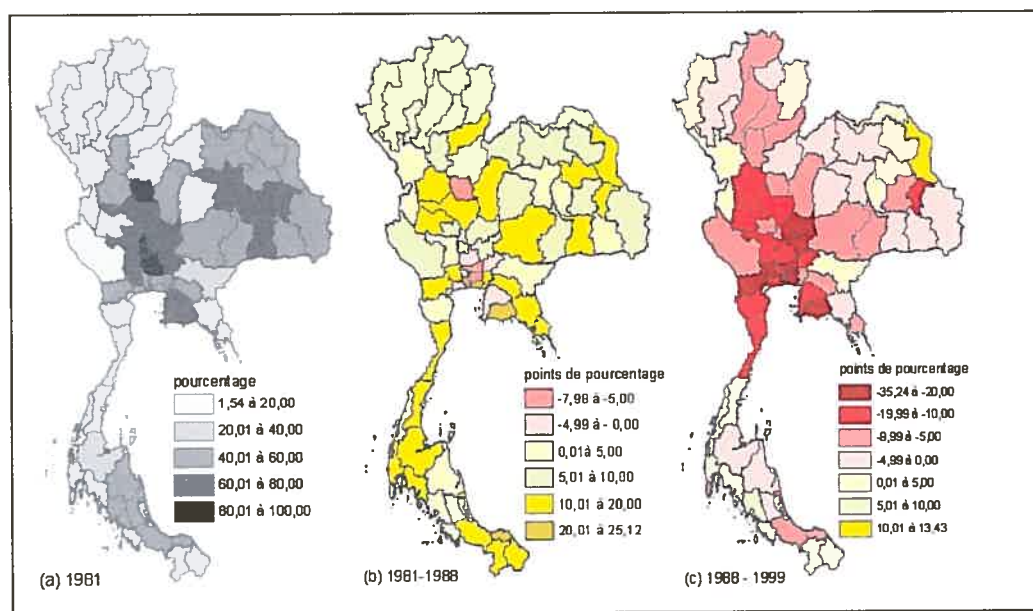 pourcentage
1,54 à 20,00
20,01 à 40,00
40,01 à 60,00
60,01 à 80,00
80,01 à 100,00
(a) 1981
points de pourcentage
-7,98 à -5,00
-4,99 à - 0,00
0,01 à 5,00
5,01 à 10,00
10,01 à 20,00
20,01 à 25,12
(b) 1981-1988
points de pourcentage
-35,24 à -20,00
-19,99 à -10,00
-9,99 à -5,00
-4,99 à 0,00
0,01 à 5,00
5,01 à 10,00
10,01 à 13,43
(c) 1988 - 1999